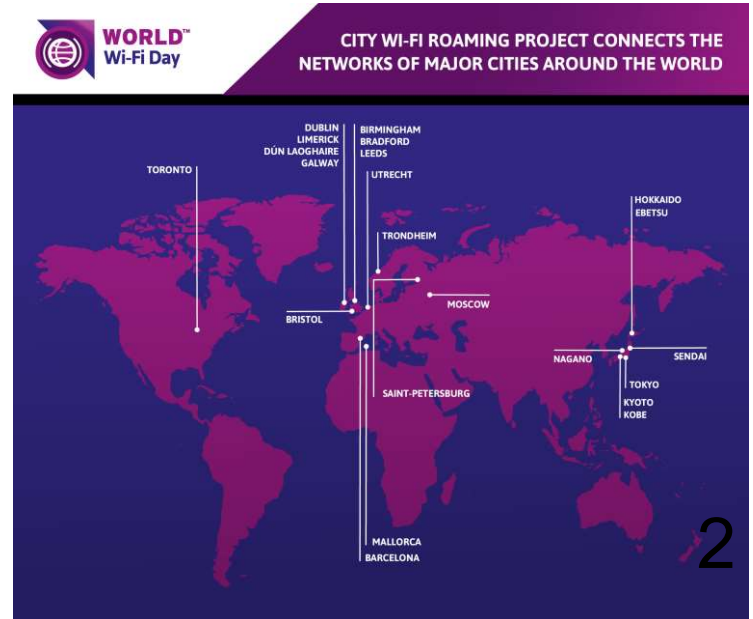 WORLD™
Wi-Fi Day
CITY WI-FI ROAMING PROJECT CONNECTS THE
NETWORKS OF MAJOR CITIES AROUND THE WORLD
DUBLIN
LIMERICK
DÚN LAOGHAIRE
GALWAY
BIRMINGHAM
BRADFORD
LEEDS
TORONTO
UTRECHT
HOKKAIDO
EBETSU
TRONDHEIM
MOSCOW
BRISTOL
NAGANO
SENDAI
SAINT-PETERSBURG
TOKYO
KYOTO
KOBE
MALLORCA
BARCELONA
2